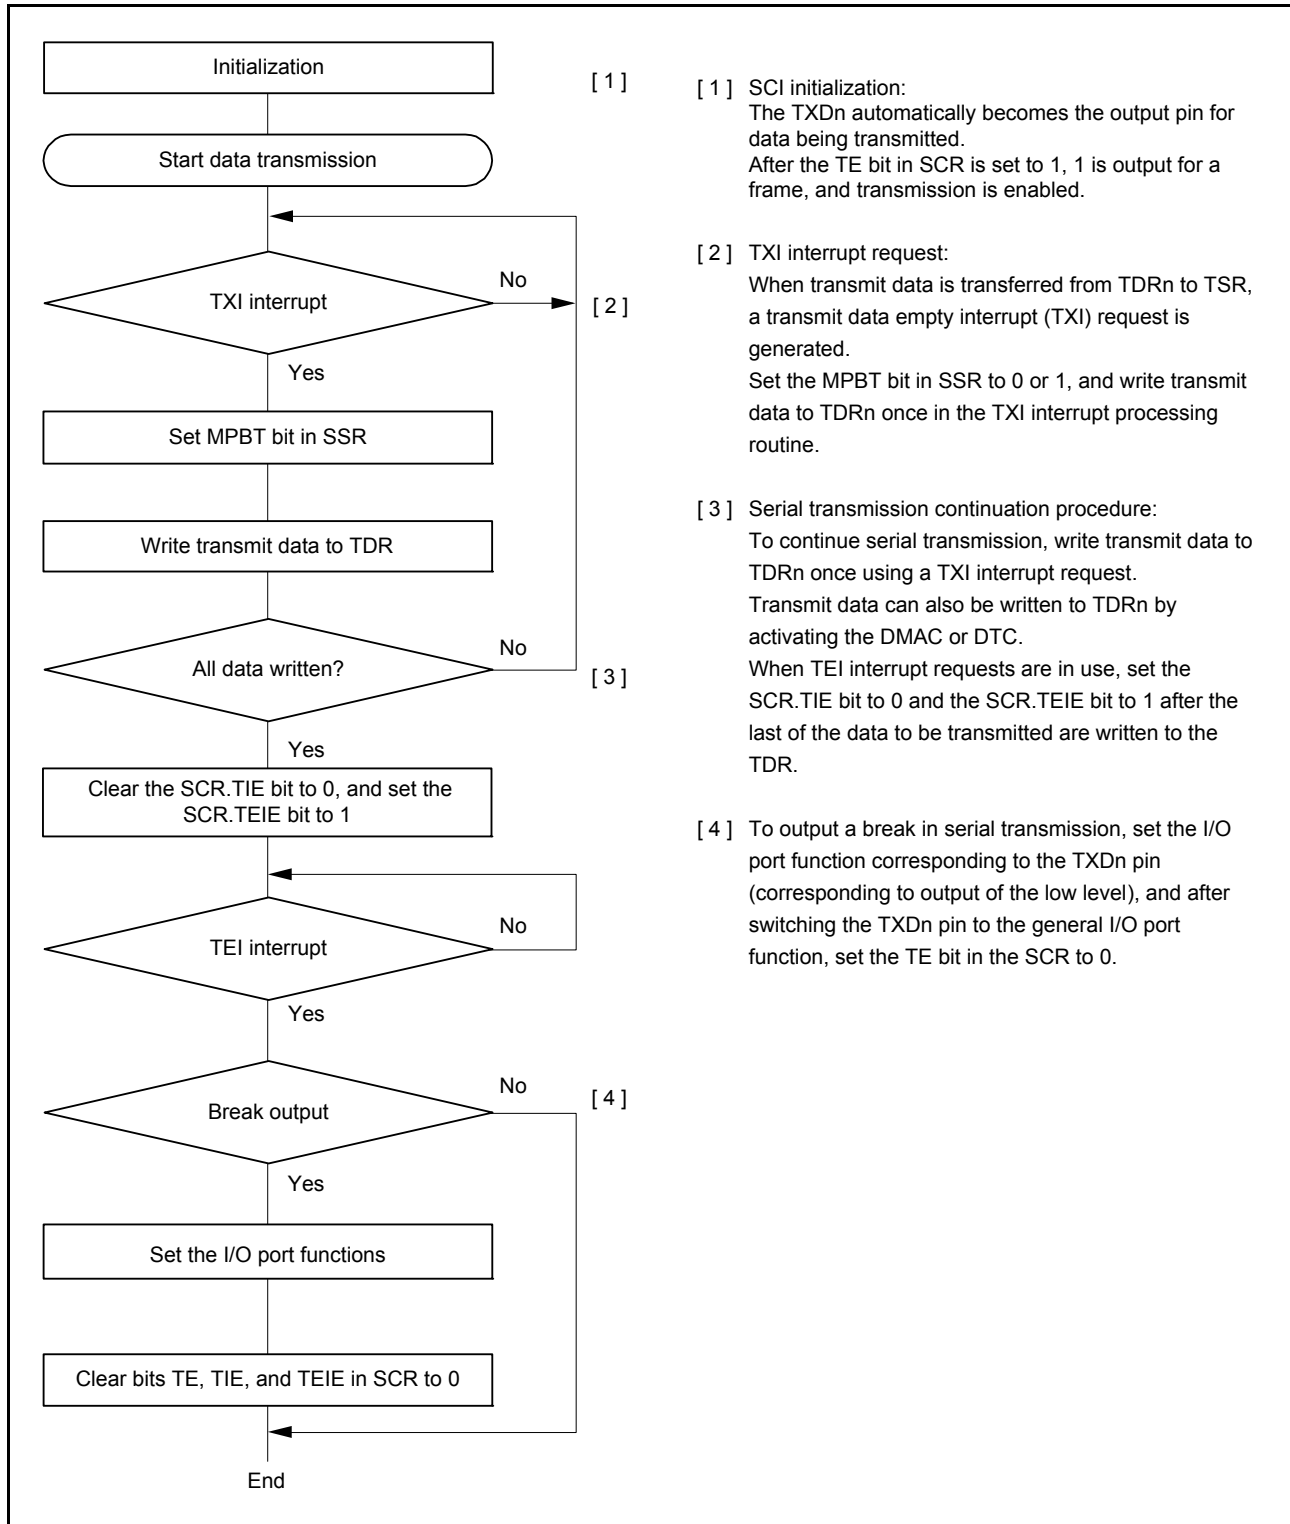 Initialization
[ 1 ]
Start data transmission
TXI interrupt
No
[ 2 ]
Yes
Set MPBT bit in SSR
Write transmit data to TDR
All data written?
No
[ 3 ]
Yes
Clear the SCR.TIE bit to 0, and set the
SCR.TEIE bit to 1
TEI interrupt
No
Yes
Break output
No
[ 4 ]
Yes
Set the I/O port functions
Clear bits TE, TIE, and TEIE in SCR to 0
End
[ 1 ] SCI initialization:
The TXDn automatically becomes the output pin for
data being transmitted.
After the TE bit in SCR is set to 1, 1 is output for a
frame, and transmission is enabled.
[ 2 ] TXI interrupt request:
When transmit data is transferred from TDRn to TSR,
a transmit data empty interrupt (TXI) request is
generated.
Set the MPBT bit in SSR to 0 or 1, and write transmit
data to TDRn once in the TXI interrupt processing
routine.
[ 3 ] Serial transmission continuation procedure:
To continue serial transmission, write transmit data to
TDRn once using a TXI interrupt request.
Transmit data can also be written to TDRn by
activating the DMAC or DTC.
When TEI interrupt requests are in use, set the
SCR.TIE bit to 0 and the SCR.TEIE bit to 1 after the
last of the data to be transmitted are written to the
TDR.
[ 4 ] To output a break in serial transmission, set the I/O
port function corresponding to the TXDn pin
(corresponding to output of the low level), and after
switching the TXDn pin to the general I/O port
function, set the TE bit in the SCR to 0.